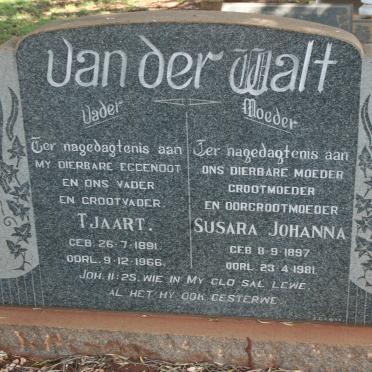 van der Walt
Vader
Moeder
Ter nagedagtenis aan
MY DIERBARE EGGENOOT
EN ONS VADER
EN GROOTVADER
TJAART.
GEB. 26-7-1891.
OORL. 9-12-1966.
Ter nagedagtenis aan
ONS DIERBARE MOEDER
GROOTMOEDER
EN OORGROOTMOEDER
SUSARA JOHANNA
GEB 8-9-1897
OORL 23-4-1981.
JOH. 11:25. WIE IN MY GLO SAL LEWE
AL HET HY OOK GESTERWE